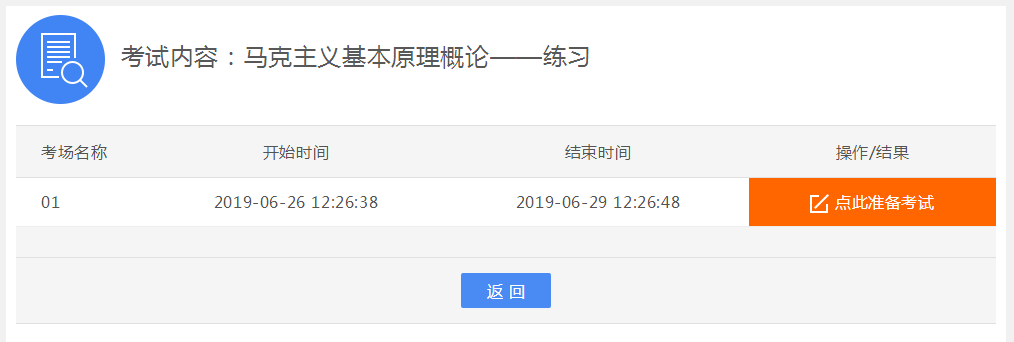 考试内容：马克主义基本原理概论——练习
考场名称 开始时间 结束时间 操作/结果
01 2019-06-26 12:26:38 2019-06-29 12:26:48 点此准备考试
返 回